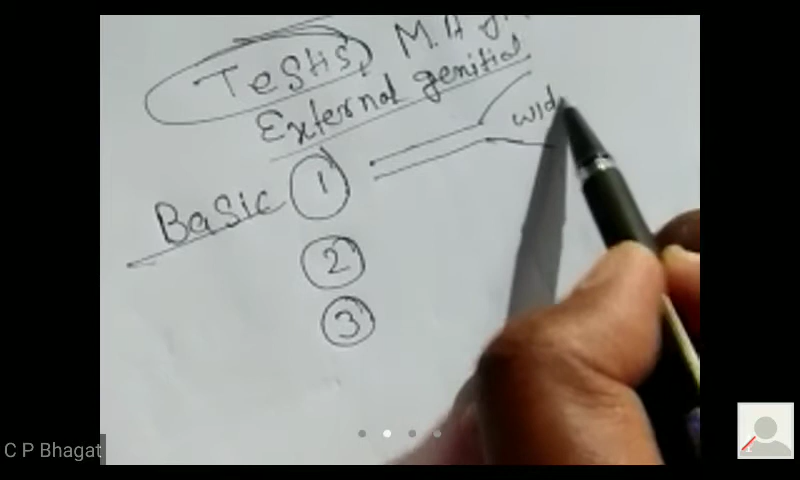 Testis, M.A
External genitial
wid
Basic 1
2
3
C P Bhagat